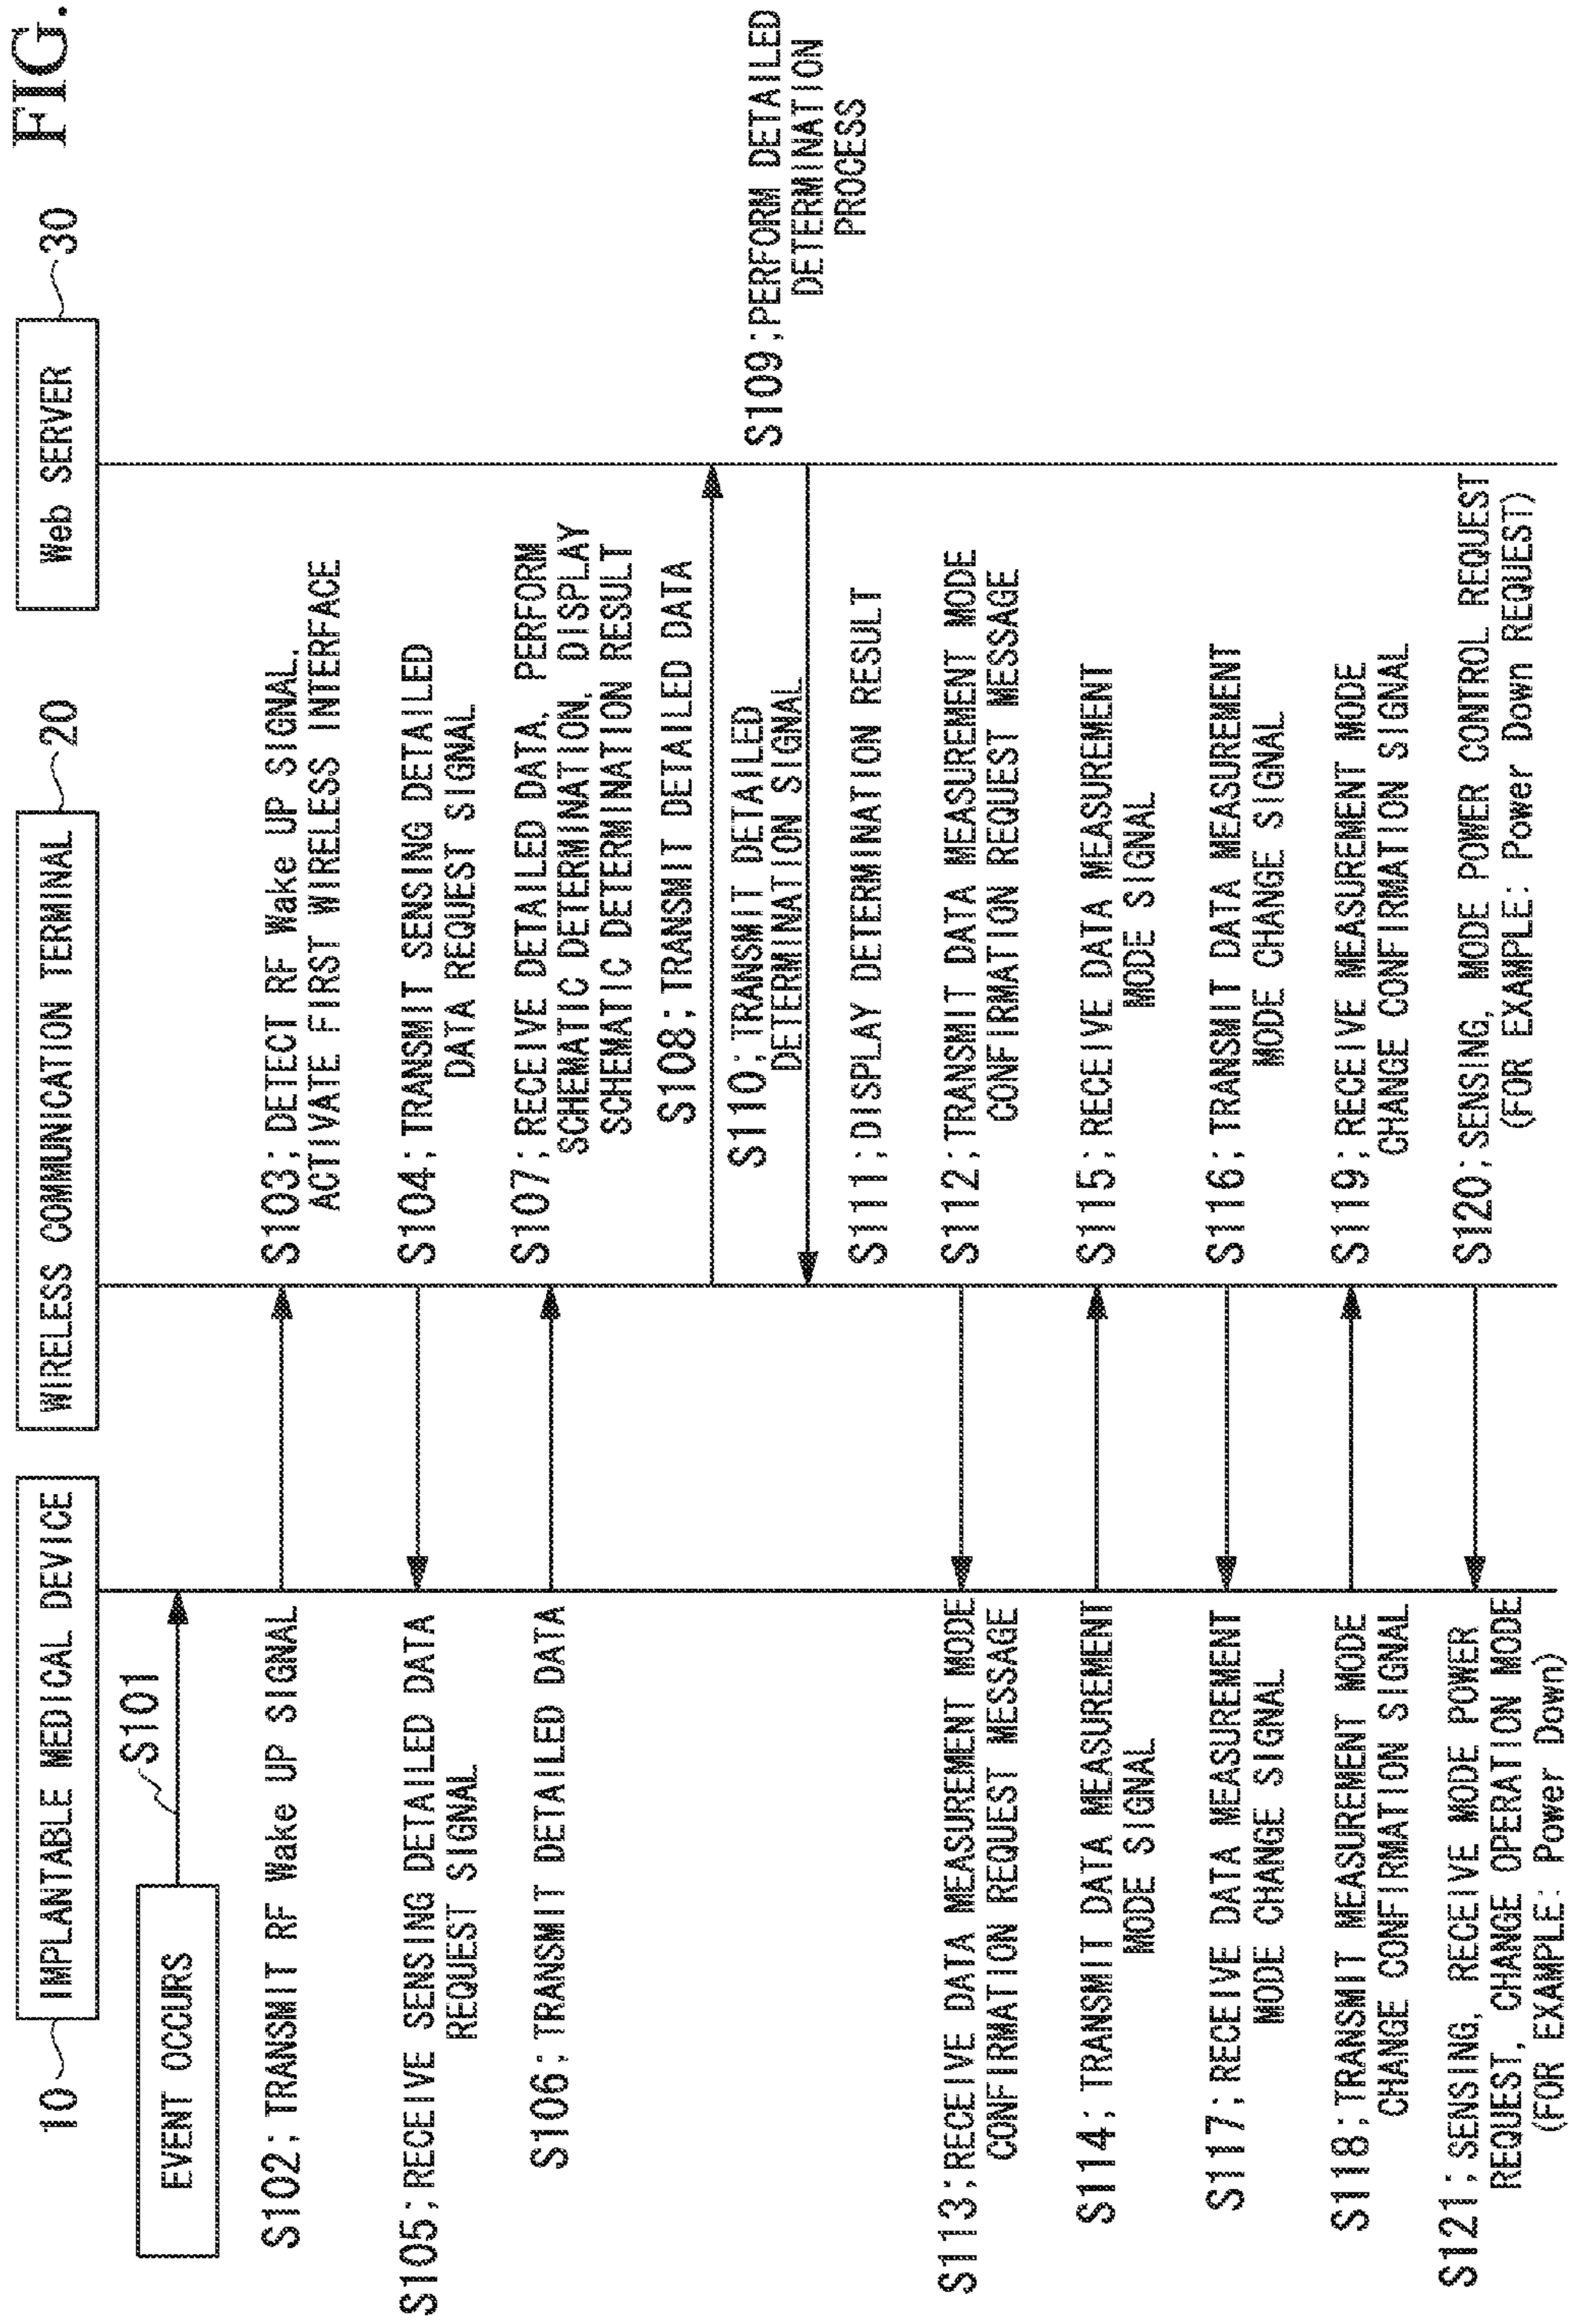 FIG.
10
IMPLANTABLE MEDICAL DEVICE
WIRELESS COMMUNICATION TERMINAL
20
Web SERVER
30
EVENT OCCURS
S101
S102; TRANSMIT RF Wake UP SIGNAL
S103; DETECT RF Wake UP SIGNAL,
ACTIVATE FIRST WIRELESS INTERFACE
S104; TRANSMIT SENSING DETAILED
DATA REQUEST SIGNAL
S105; RECEIVE SENSING DETAILED DATA
REQUEST SIGNAL
S106; TRANSMIT DETAILED DATA
S107; RECEIVE DETAILED DATA, PERFORM
SCHEMATIC DETERMINATION, DISPLAY
SCHEMATIC DETERMINATION RESULT
S108; TRANSMIT DETAILED DATA
S109; PERFORM DETAILED
DETERMINATION
PROCESS
S110; TRANSMIT DETAILED
DETERMINATION SIGNAL
S111; DISPLAY DETERMINATION RESULT
S112; TRANSMIT DATA MEASUREMENT MODE
CONFIRMATION REQUEST MESSAGE
S113; RECEIVE DATA MEASUREMENT MODE
CONFIRMATION REQUEST MESSAGE
S114; TRANSMIT DATA MEASUREMENT
MODE SIGNAL
S115; RECEIVE DATA MEASUREMENT
MODE SIGNAL
S116; TRANSMIT DATA MEASUREMENT
MODE CHANGE SIGNAL
S117; RECEIVE DATA MEASUREMENT
MODE CHANGE SIGNAL
S118; TRANSMIT MEASUREMENT MODE
CHANGE CONFIRMATION SIGNAL
S119; RECEIVE MEASUREMENT MODE
CHANGE CONFIRMATION SIGNAL
S120; SENSING, MODE POWER CONTROL REQUEST
(FOR EXAMPLE: Power Down REQUEST)
S121; SENSING, RECEIVE MODE POWER
REQUEST, CHANGE OPERATION MODE
(FOR EXAMPLE: Power Down)